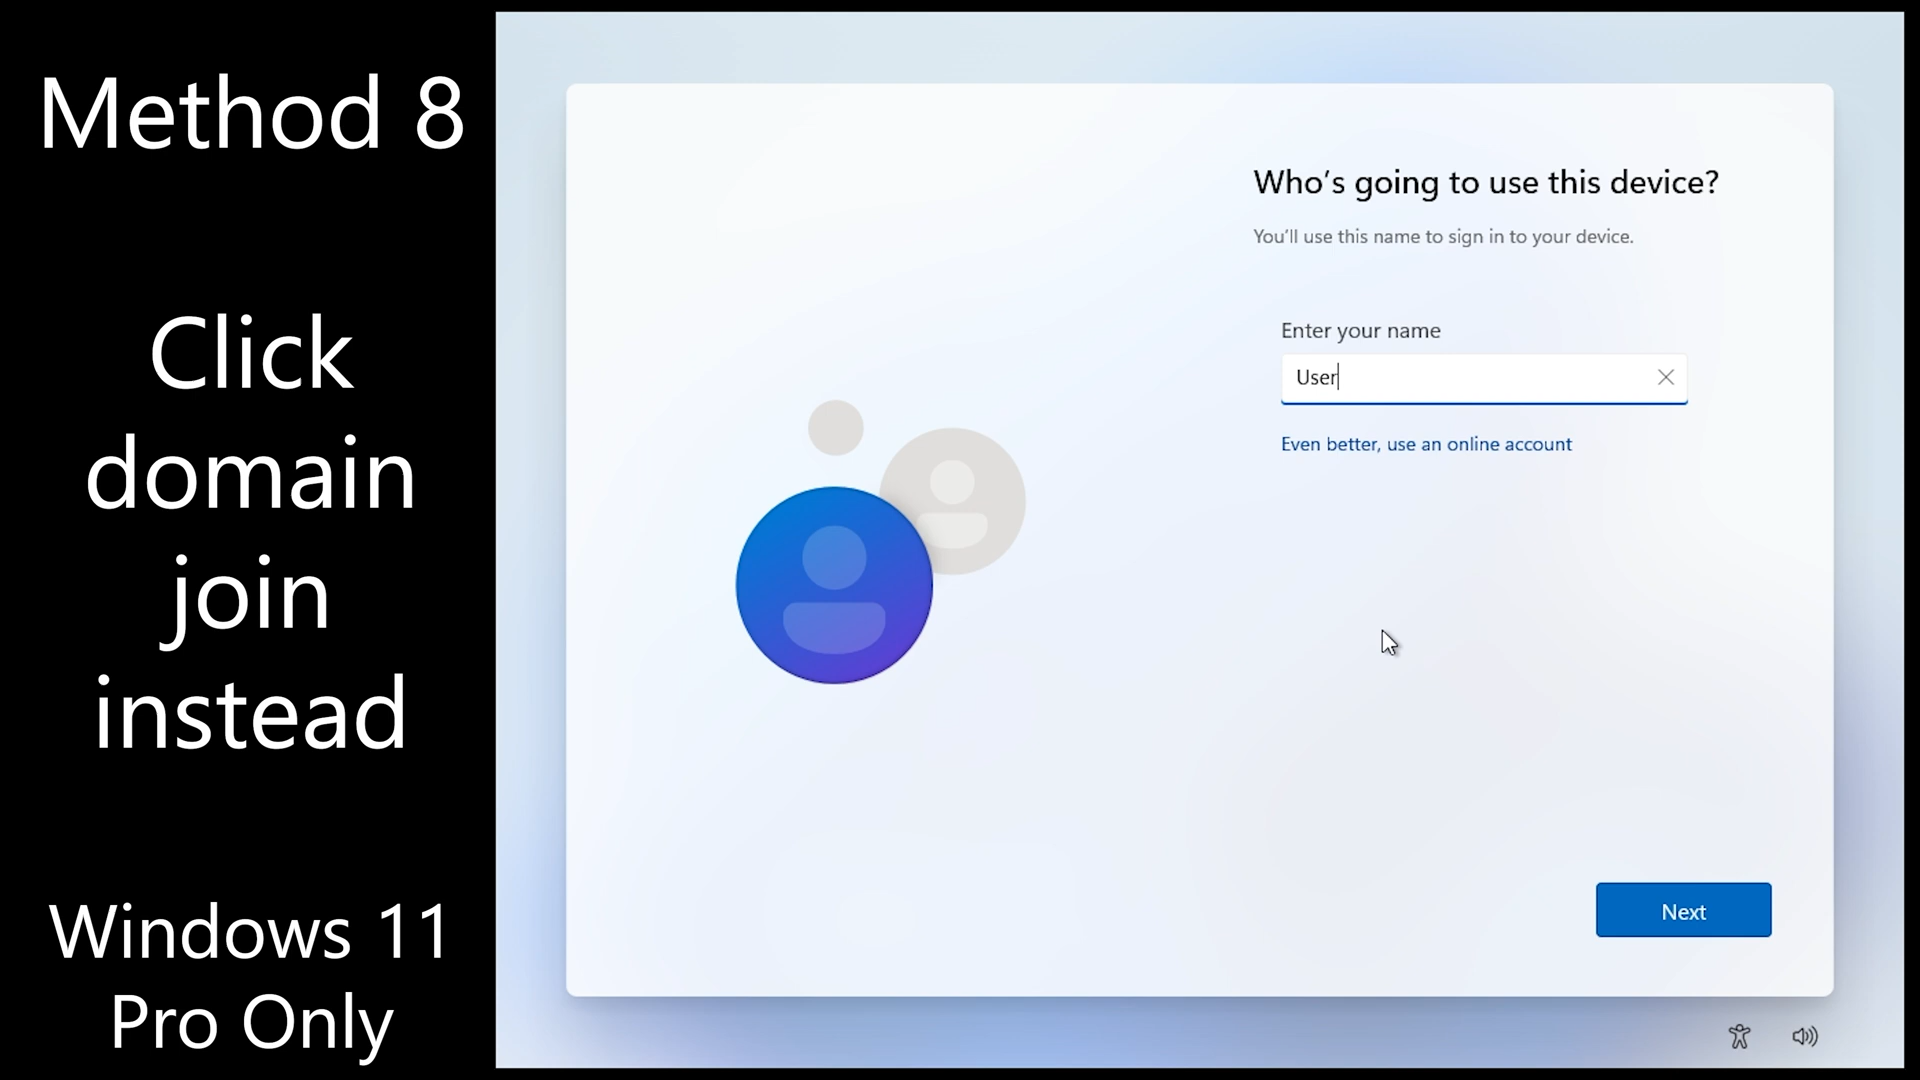 Method 8
Click
domain
join
instead
Windows 11
Pro Only
Who's going to use this device?
You'll use this name to sign in to your device.
Enter your name
User
Even better, use an online account
Next